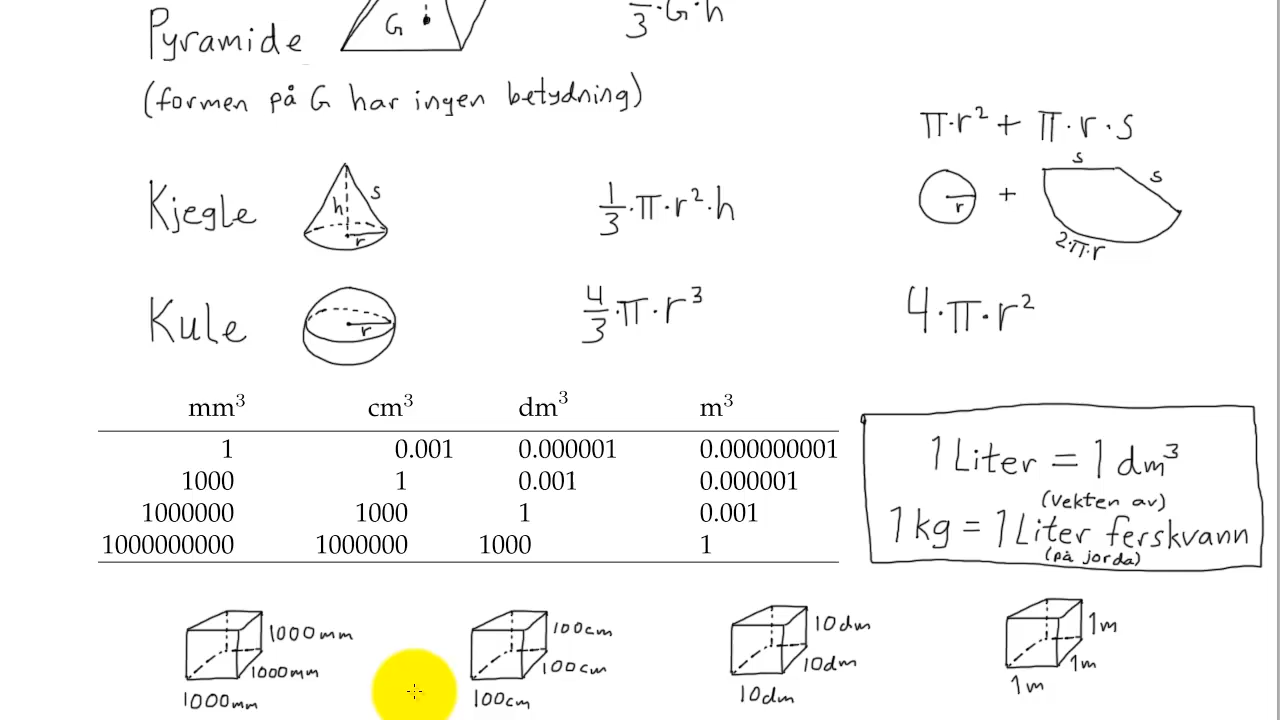 Pyramide G 1/3·G·h
(formen på G har ingen betydning)
π·r² + π·r·s
Kjegle h s r 1/3·π·r²·h r + s s 2·π·r
Kule r 4/3·π·r³ 4·π·r²
mm³ cm³ dm³ m³
1 0.001 0.000001 0.000000001
1000 1 0.001 0.000001
1000000 1000 1 0.001
1000000000 1000000 1000 1
1 Liter = 1 dm³
(vekten av)
1 kg = 1 Liter ferskvann
(på jorda)
1000mm 100cm 10dm 1m
1000mm 100cm 10dm 1m
1000mm 100cm 10dm 1m